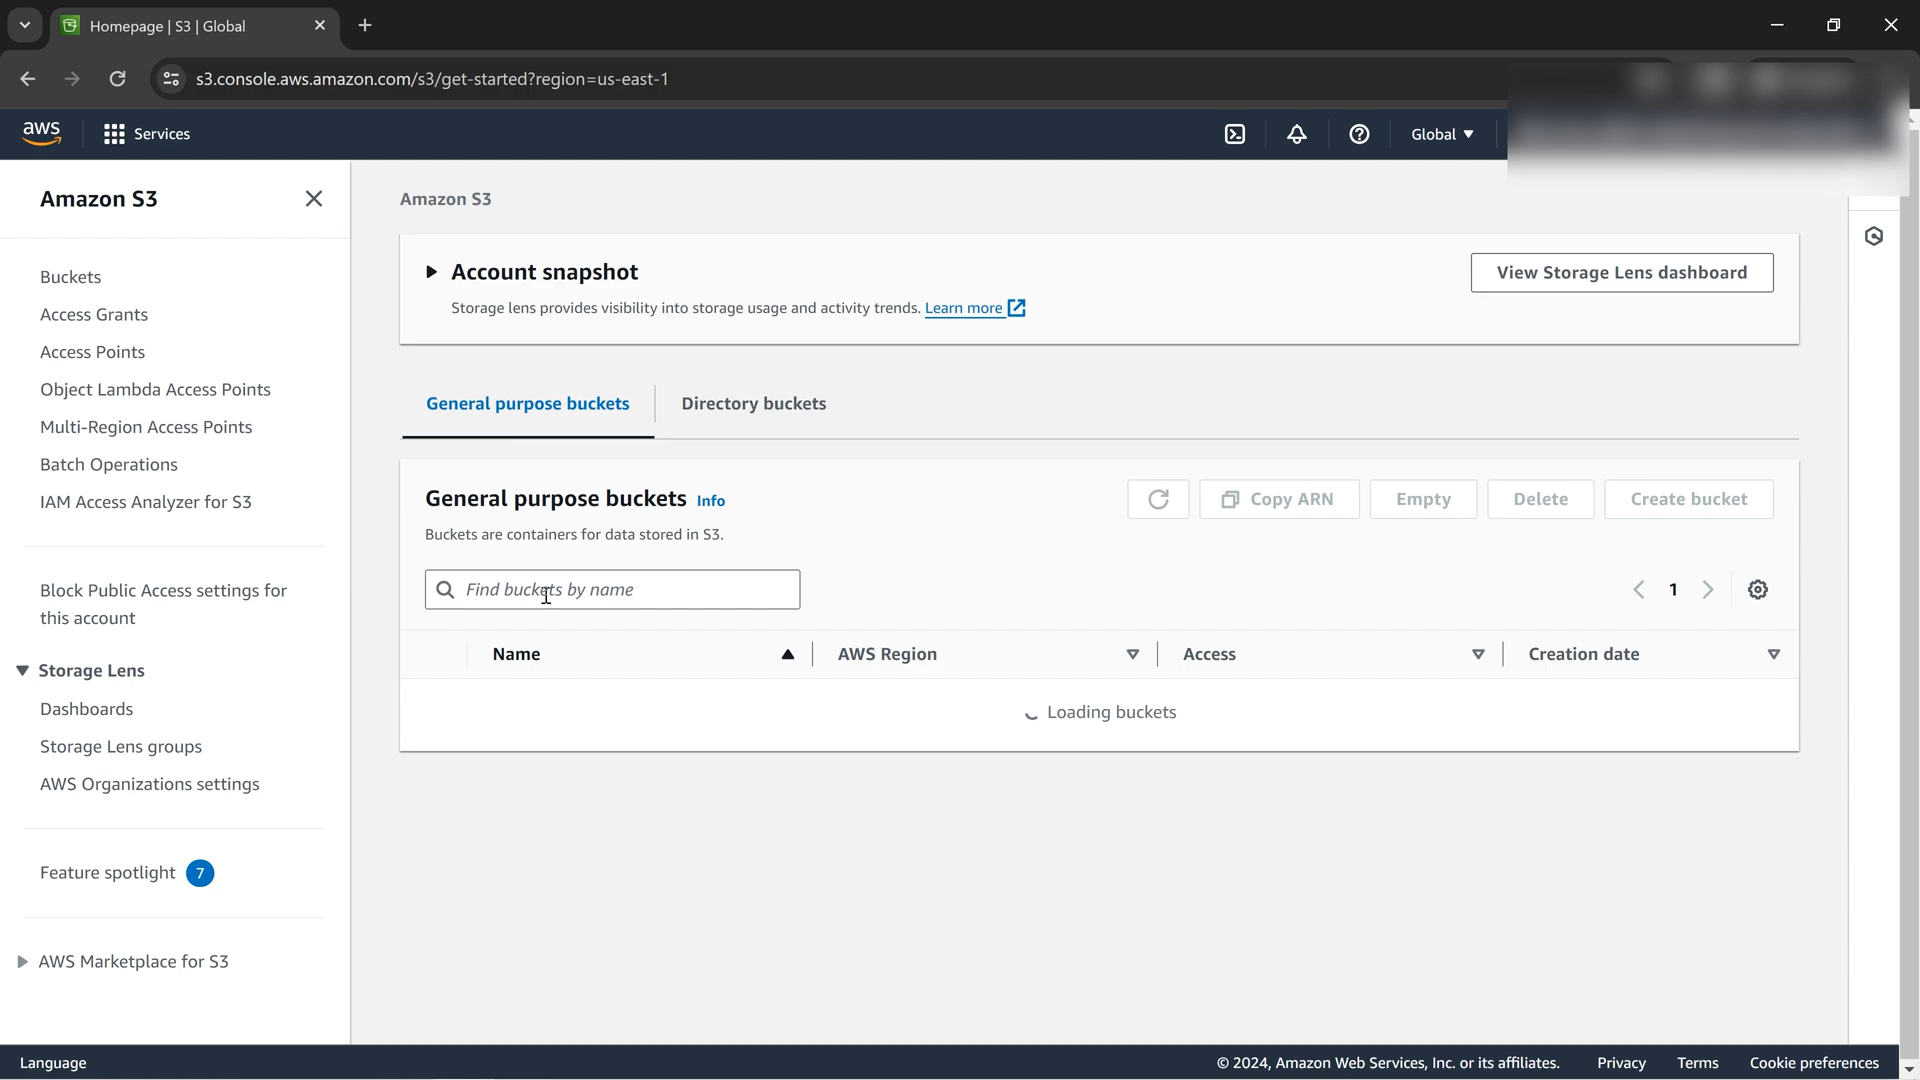 Homepage | S3 | Global
s3.console.aws.amazon.com/s3/get-started?region=us-east-1
aws
Services
Global
Amazon S3
Buckets
Access Grants
Access Points
Object Lambda Access Points
Multi-Region Access Points
Batch Operations
IAM Access Analyzer for S3
Block Public Access settings for
this account
Storage Lens
Dashboards
Storage Lens groups
AWS Organizations settings
Feature spotlight 7
AWS Marketplace for S3
Amazon S3
Account snapshot
View Storage Lens dashboard
Storage lens provides visibility into storage usage and activity trends. Learn more
General purpose buckets
Directory buckets
General purpose buckets Info
Copy ARN
Empty
Delete
Create bucket
Buckets are containers for data stored in S3.
Find buckets by name
1
Name
AWS Region
Access
Creation date
Loading buckets
Language
© 2024, Amazon Web Services, Inc. or its affiliates.
Privacy
Terms
Cookie preferences